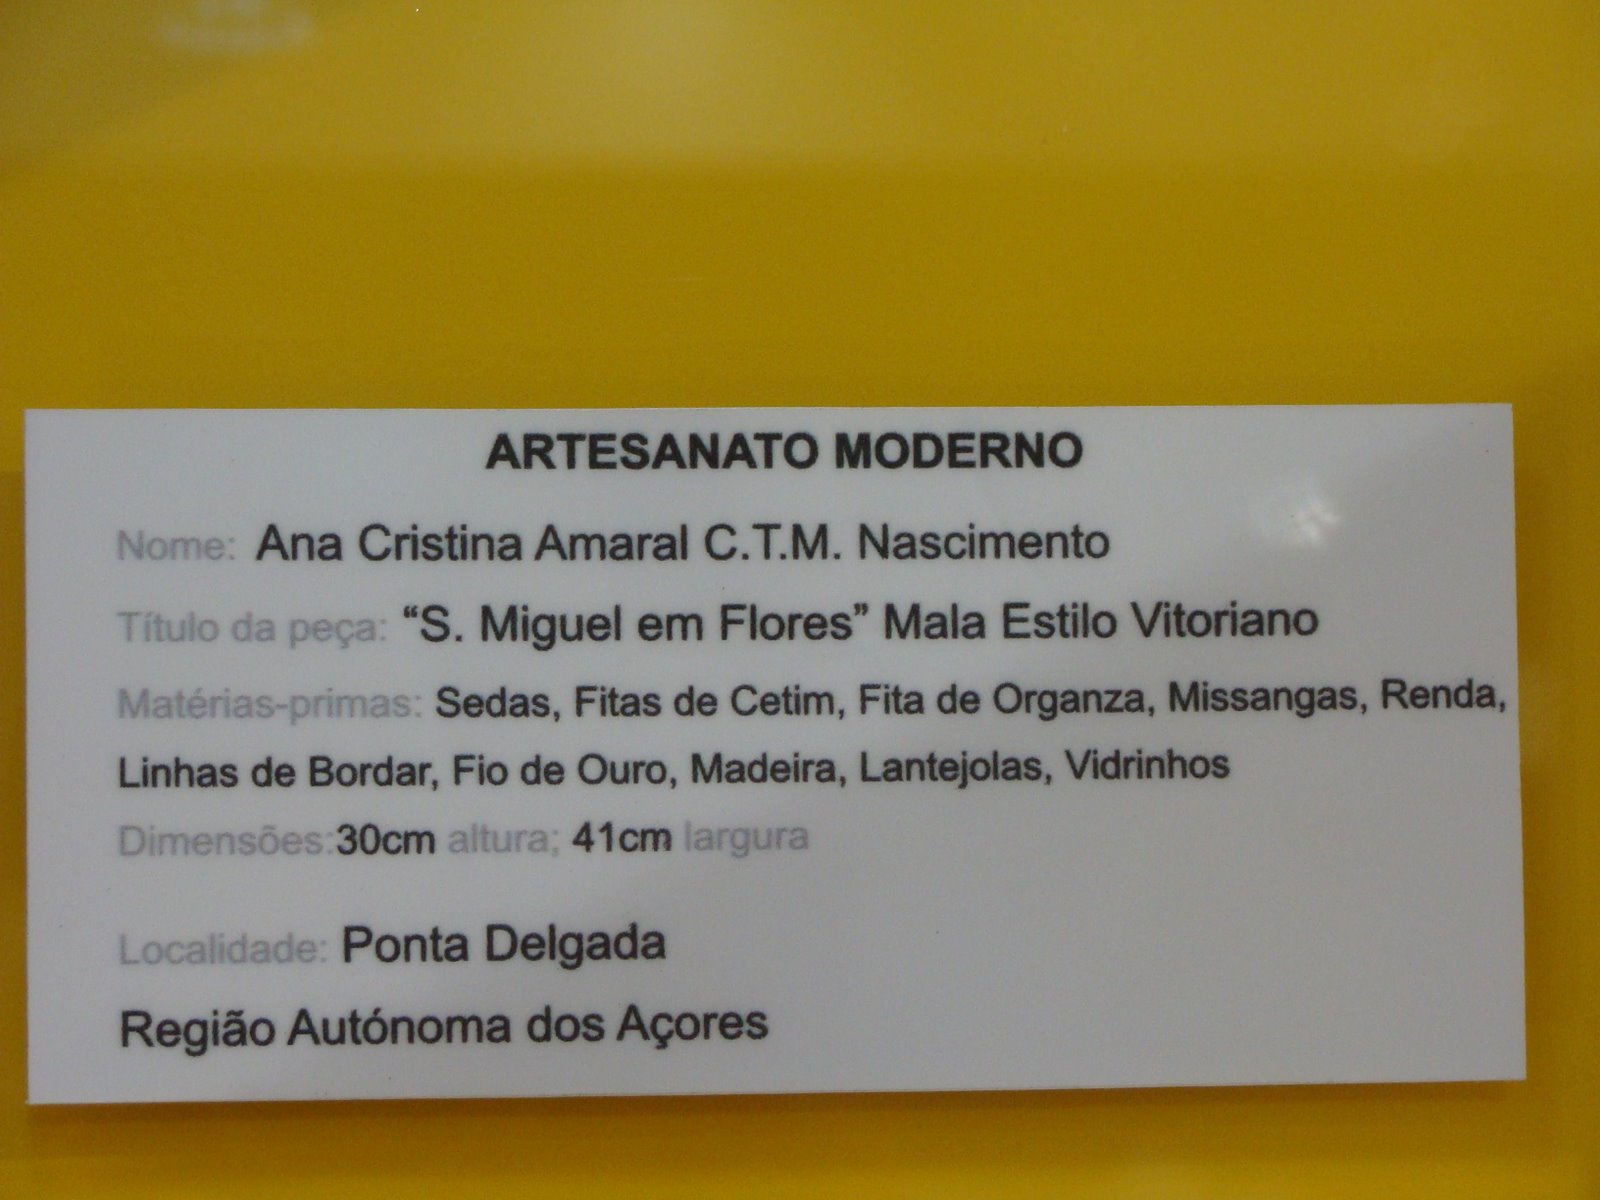 ARTESANATO MODERNO
Nome: Ana Cristina Amaral C.T.M. Nascimento
Título da peça: “S. Miguel em Flores” Mala Estilo Vitoriano
Matérias-primas: Sedas, Fitas de Cetim, Fita de Organza, Missangas, Renda,
Linhas de Bordar, Fio de Ouro, Madeira, Lantejolas, Vidrinhos
Dimensões:30cm altura; 41cm largura
Localidade: Ponta Delgada
Região Autónoma dos Açores